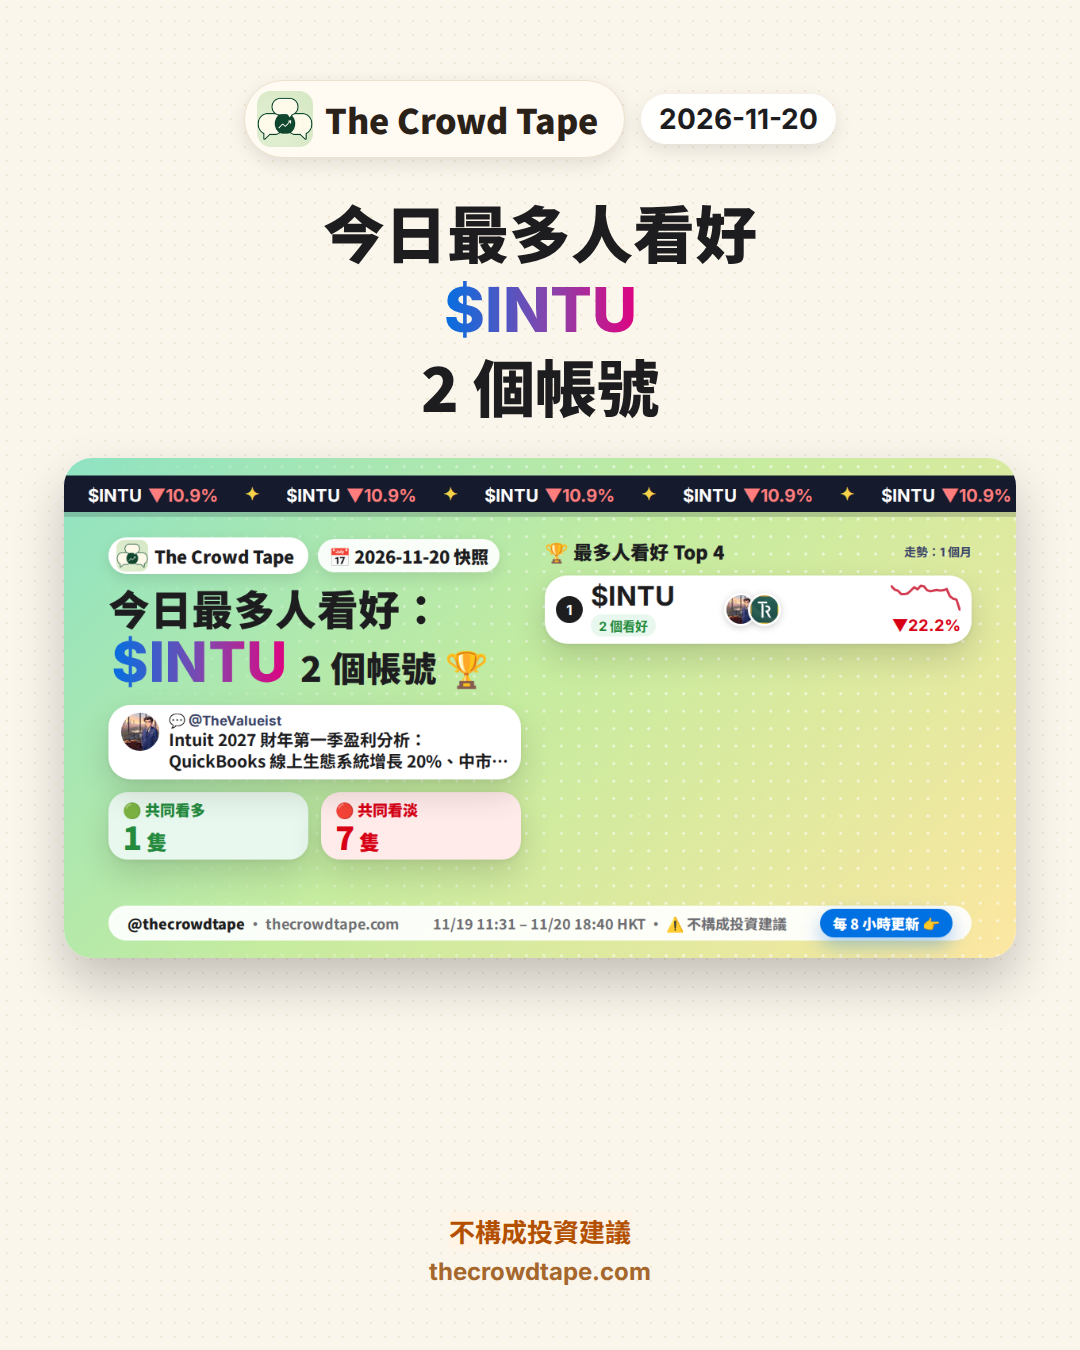 The Crowd Tape
2026-11-20
今日最多人看好
$INTU
2 個帳號
$INTU ▼10.9% ✦ $INTU ▼10.9% ✦ $INTU ▼10.9% ✦ $INTU ▼10.9% ✦ $INTU ▼10.9%
The Crowd Tape
📅 2026-11-20 快照
今日最多人看好：
$INTU 2 個帳號 🏆
💬 @TheValueist
Intuit 2027 財年第一季盈利分析：
QuickBooks 線上生態系統增長 20%、中市…
🟢 共同看多
1 隻
🔴 共同看淡
7 隻
🏆 最多人看好 Top 4
走勢：1個月
1
$INTU
2 個看好
TR
▼22.2%
@thecrowdtape • thecrowdtape.com
11/19 11:31 – 11/20 18:40 HKT • ⚠️ 不構成投資建議
每 8 小時更新 👉
不構成投資建議
thecrowdtape.com